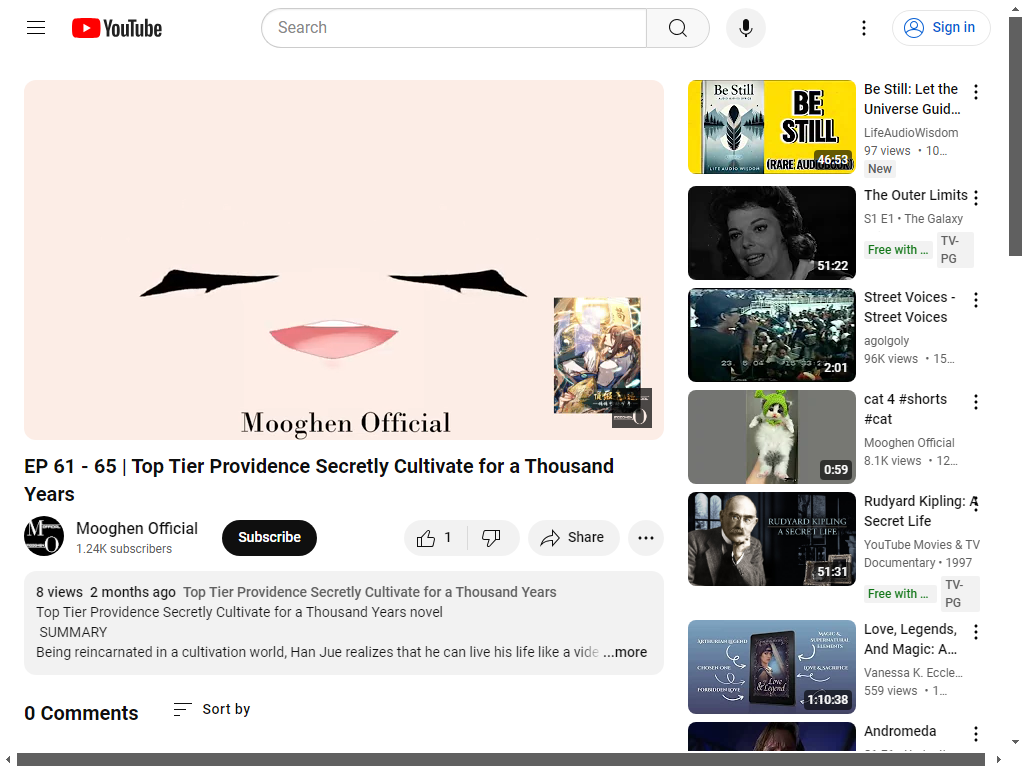 YouTube
Search
Sign in
Mooghen Official
EP 61 - 65 | Top Tier Providence Secretly Cultivate for a Thousand
Years
Mooghen Official
1.24K subscribers
Subscribe
1
Share
8 views 2 months ago Top Tier Providence Secretly Cultivate for a Thousand Years
Top Tier Providence Secretly Cultivate for a Thousand Years novel
SUMMARY
Being reincarnated in a cultivation world, Han Jue realizes that he can live his life like a vide ...more
0 Comments
Sort by
Be Still
BE
STILL
(RARE AUDIOBOOK)
LIFE AUDIO WISDOM
46:53
Be Still: Let the
Universe Guid...
LifeAudioWisdom
97 views • 10...
New
51:22
The Outer Limits
S1 E1 • The Galaxy
Free with ...
TV-
PG
2:01
Street Voices -
Street Voices
agolgoly
96K views • 15...
0:59
cat 4 #shorts
#cat
Mooghen Official
8.1K views • 12...
RUDYARD KIPLING
A SECRET LIFE
51:31
Rudyard Kipling: A
Secret Life
YouTube Movies & TV
Documentary • 1997
Free with ...
TV-
PG
ARTHURIAN LEGEND
MAGIC &
SUPERNATURAL
ELEMENTS
CHOSEN ONE
LOVE & SACRIFICE
FORBIDDEN LOVE
1:10:38
Love, Legends,
And Magic: A...
Vanessa K. Eccle...
559 views • 1...
Andromeda